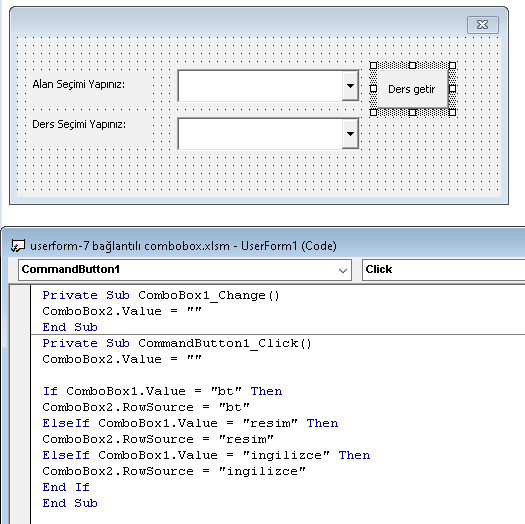 Alan Seçimi Yapınız:
Ders getir
Ders Seçimi Yapınız:
userform-7 bağlantılı combobox.xlsm - UserForm1 (Code)
CommandButton1
Click
Private Sub ComboBox1_Change()
ComboBox2.Value = ""
End Sub
Private Sub CommandButton1_Click()
ComboBox2.Value = ""
If ComboBox1.Value = "bt" Then
ComboBox2.RowSource = "bt"
ElseIf ComboBox1.Value = "resim" Then
ComboBox2.RowSource = "resim"
ElseIf ComboBox1.Value = "ingilizce" Then
ComboBox2.RowSource = "ingilizce"
End If
End Sub